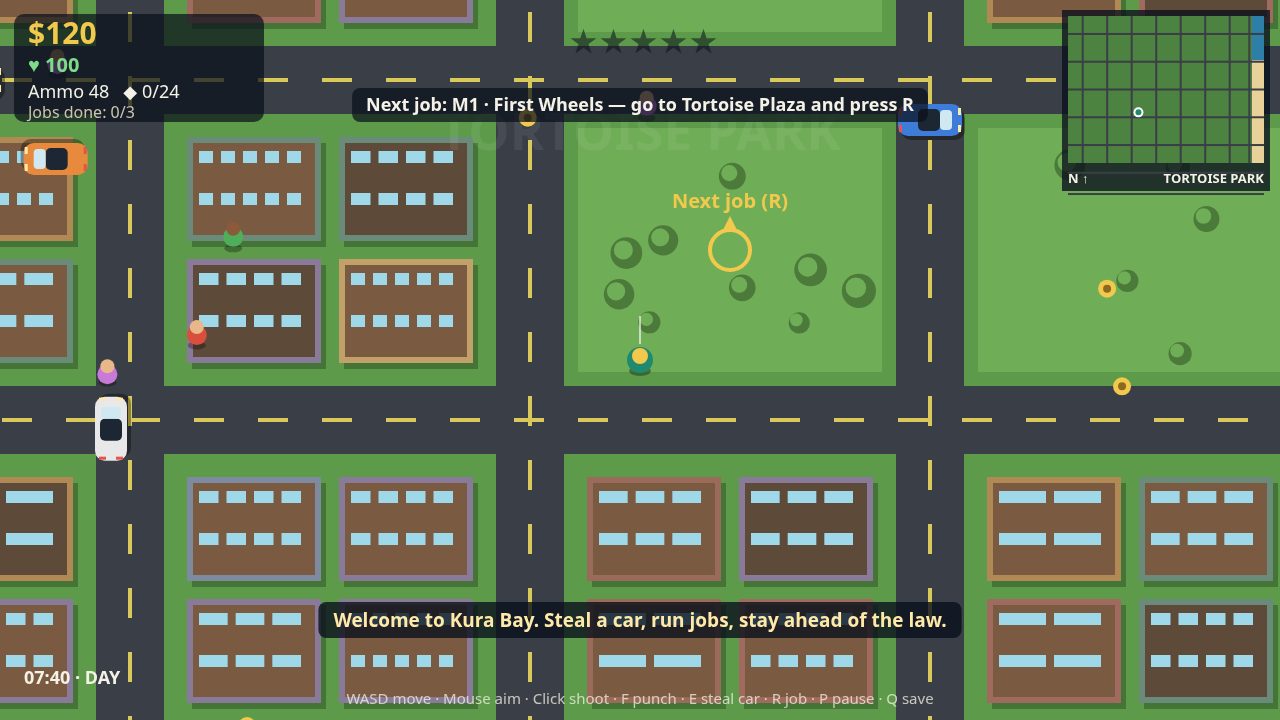 $120
♥ 100
Ammo 48 ◆ 0/24
Jobs done: 0/3
★★★★★
Next job: M1 · First Wheels — go to Tortoise Plaza and press R
TORTOISE PARK
N ↑ TORTOISE PARK
Next job (R)
Welcome to Kura Bay. Steal a car, run jobs, stay ahead of the law.
07:40 · DAY
WASD move · Mouse aim · Click shoot · F punch · E steal car · R job · P pause · Q save